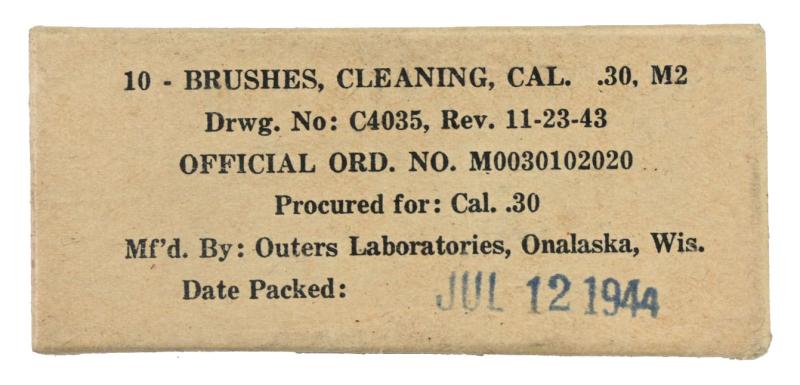 10 - BRUSHES, CLEANING, CAL. .30, M2
Drwg. No: C4035, Rev. 11-23-43
OFFICIAL ORD. NO. M0030102020
Procured for: Cal. .30
Mf'd. By: Outers Laboratories, Onalaska, Wis.
Date Packed: JUL 12 1944